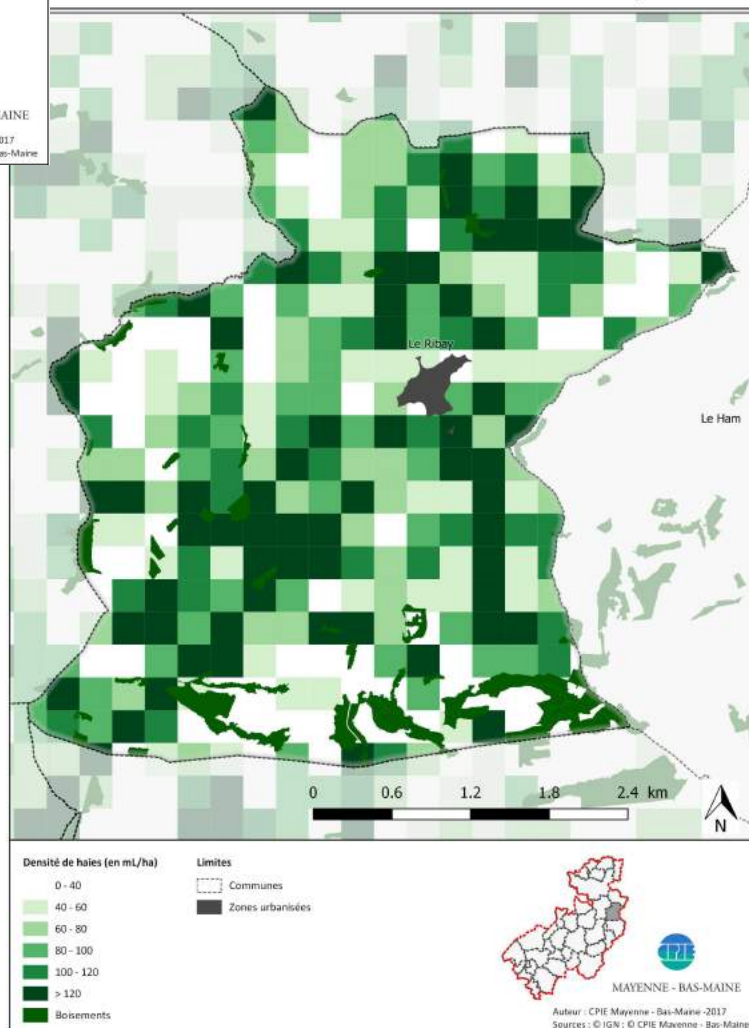 AINE
2017
as-Maine
Le Ribay
Le Ham
0 0.6 1.2 1.8 2.4 km
N
Densité de haies (en mL/ha)
0 - 40
40 - 60
60 - 80
80 - 100
100 - 120
> 120
Boisements
Limites
Communes
Zones urbanisées
CPIE
MAYENNE - BAS-MAINE
Auteur : CPIE Mayenne - Bas-Maine -2017
Sources : © IGN ; © CPIE Mayenne - Bas-Maine